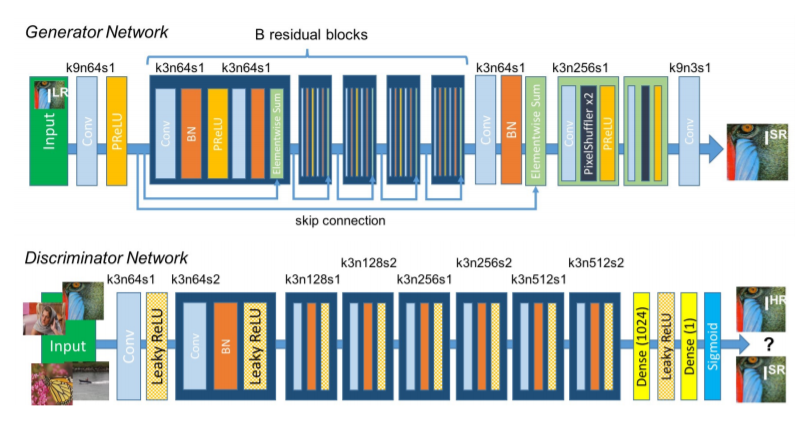 Generator Network
B residual blocks
k9n64s1
k3n64s1
k3n64s1
k3n64s1
k3n256s1
k9n3s1
I LR
Input
Conv
PReLU
Conv
BN
PReLU
Elementwise Sum
Conv
BN
Elementwise Sum
Conv
PixelShuffler x2
PReLU
Conv
I SR
skip connection
Discriminator Network
k3n64s1
k3n64s2
k3n128s1
k3n128s2
k3n256s1
k3n256s2
k3n512s1
k3n512s2
Input
Conv
Leaky ReLU
Conv
BN
Leaky ReLU
Dense (1024)
Leaky ReLU
Dense (1)
Sigmoid
I HR
?
I SR